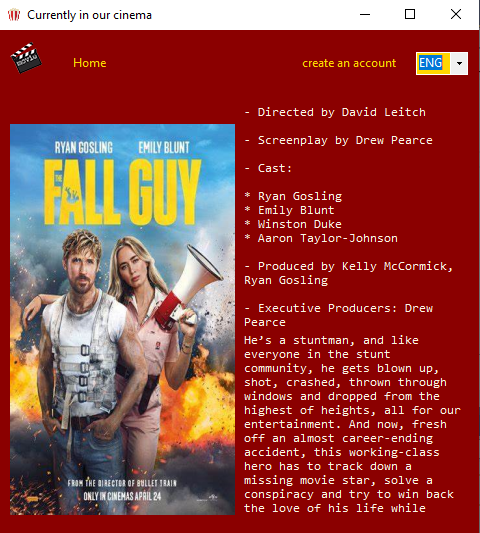 Currently in our cinema
movie
Home
create an account
ENG
RYAN GOSLING
EMILY BLUNT
THE
FALL GUY
FROM THE DIRECTOR OF BULLET TRAIN
ONLY IN CINEMAS APRIL 24
- Directed by David Leitch
- Screenplay by Drew Pearce
- Cast:
* Ryan Gosling
* Emily Blunt
* Winston Duke
* Aaron Taylor-Johnson
- Produced by Kelly McCormick,
Ryan Gosling
- Executive Producers: Drew
Pearce
He’s a stuntman, and like
everyone in the stunt
community, he gets blown up,
shot, crashed, thrown through
windows and dropped from the
highest of heights, all for our
entertainment. And now, fresh
off an almost career-ending
accident, this working-class
hero has to track down a
missing movie star, solve a
conspiracy and try to win back
the love of his life while